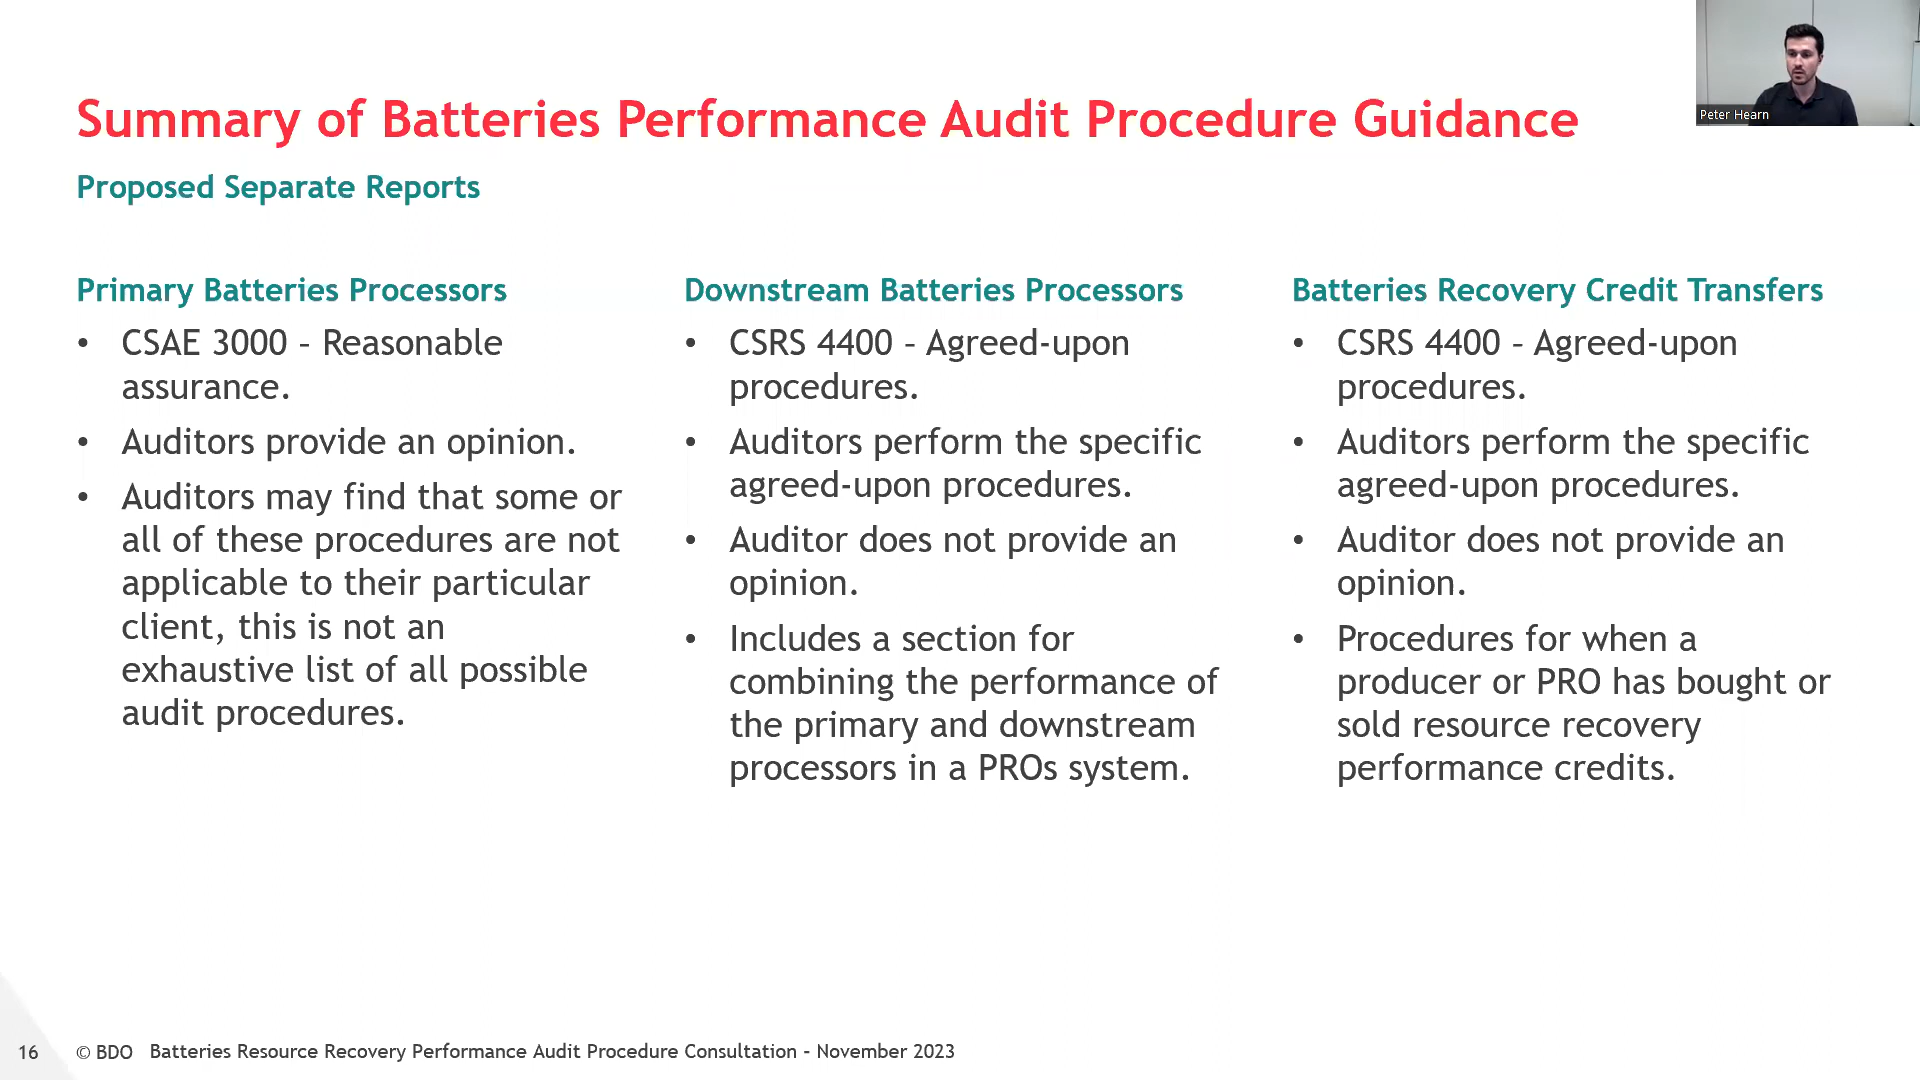 Summary of Batteries Performance Audit Procedure Guidance
Peter Hearn
Proposed Separate Reports
Primary Batteries Processors
• CSAE 3000 – Reasonable
assurance.
• Auditors provide an opinion.
• Auditors may find that some or
all of these procedures are not
applicable to their particular
client, this is not an
exhaustive list of all possible
audit procedures.
Downstream Batteries Processors
• CSRS 4400 – Agreed-upon
procedures.
• Auditors perform the specific
agreed-upon procedures.
• Auditor does not provide an
opinion.
• Includes a section for
combining the performance of
the primary and downstream
processors in a PROs system.
Batteries Recovery Credit Transfers
• CSRS 4400 – Agreed-upon
procedures.
• Auditors perform the specific
agreed-upon procedures.
• Auditor does not provide an
opinion.
• Procedures for when a
producer or PRO has bought or
sold resource recovery
performance credits.
16 © BDO Batteries Resource Recovery Performance Audit Procedure Consultation – November 2023